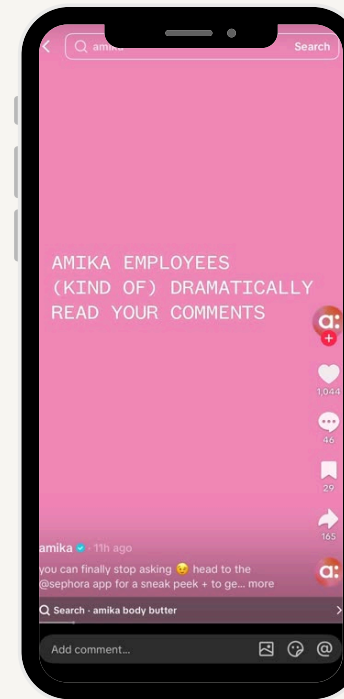 amika
Search
AMIKA EMPLOYEES
(KIND OF) DRAMATICALLY
READ YOUR COMMENTS
a:
1,044
46
29
165
amika · 11h ago
you can finally stop asking 😉 head to the
@sephora app for a sneak peek + to ge... more
a:
Search · amika body butter
Add comment...